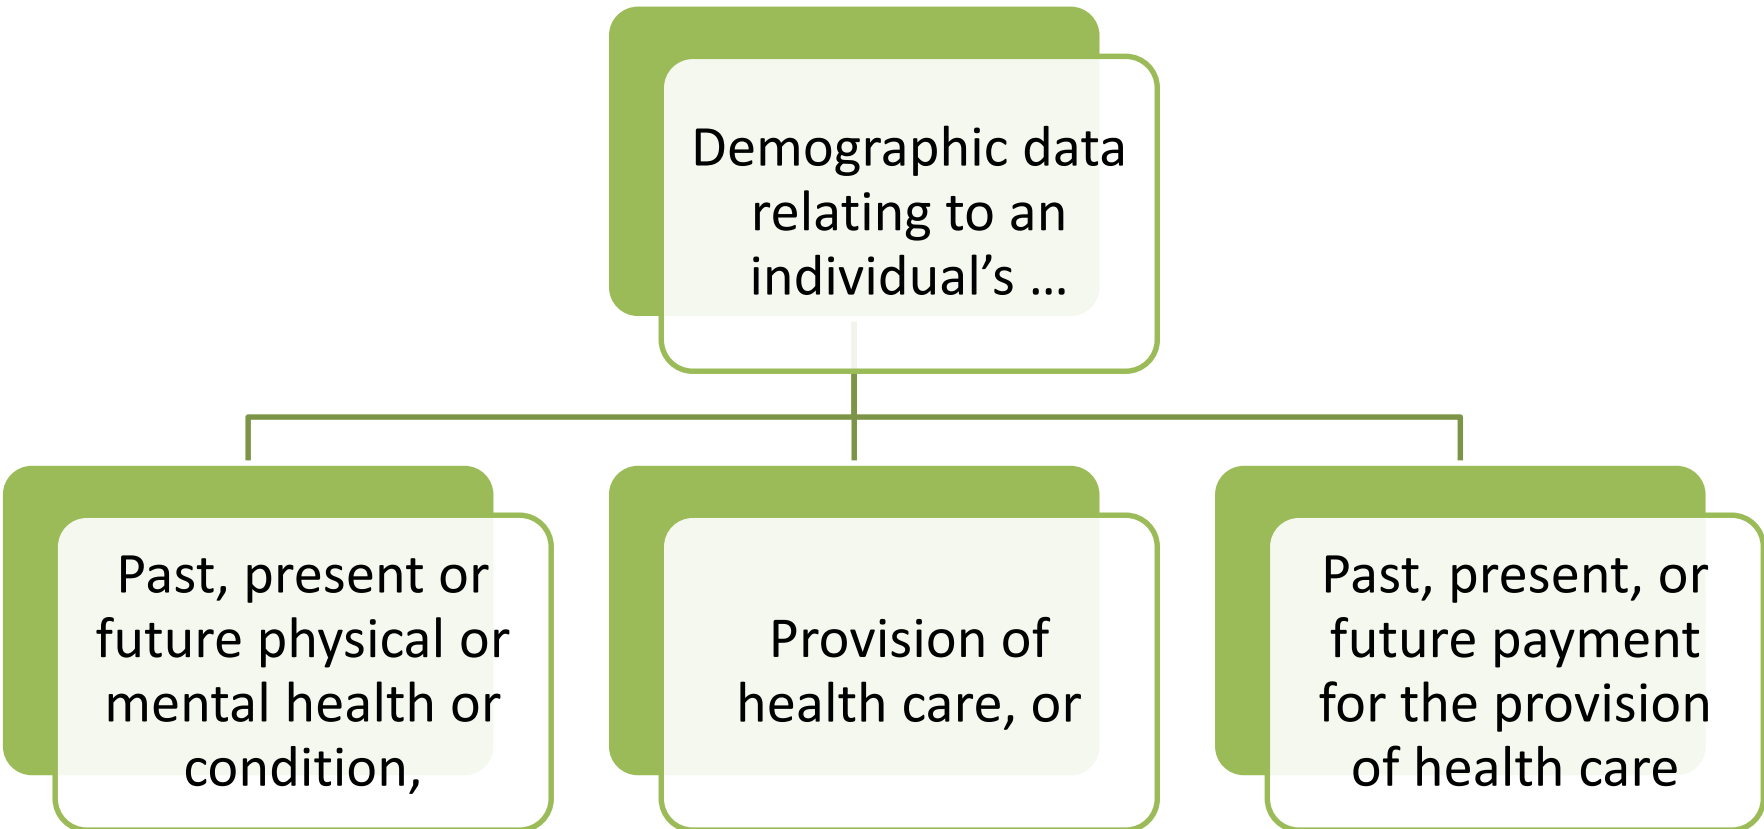 Demographic data
relating to an
individual’s ...
Past, present or
future physical or
mental health or
condition,
Provision of
health care, or
Past, present, or
future payment
for the provision
of health care